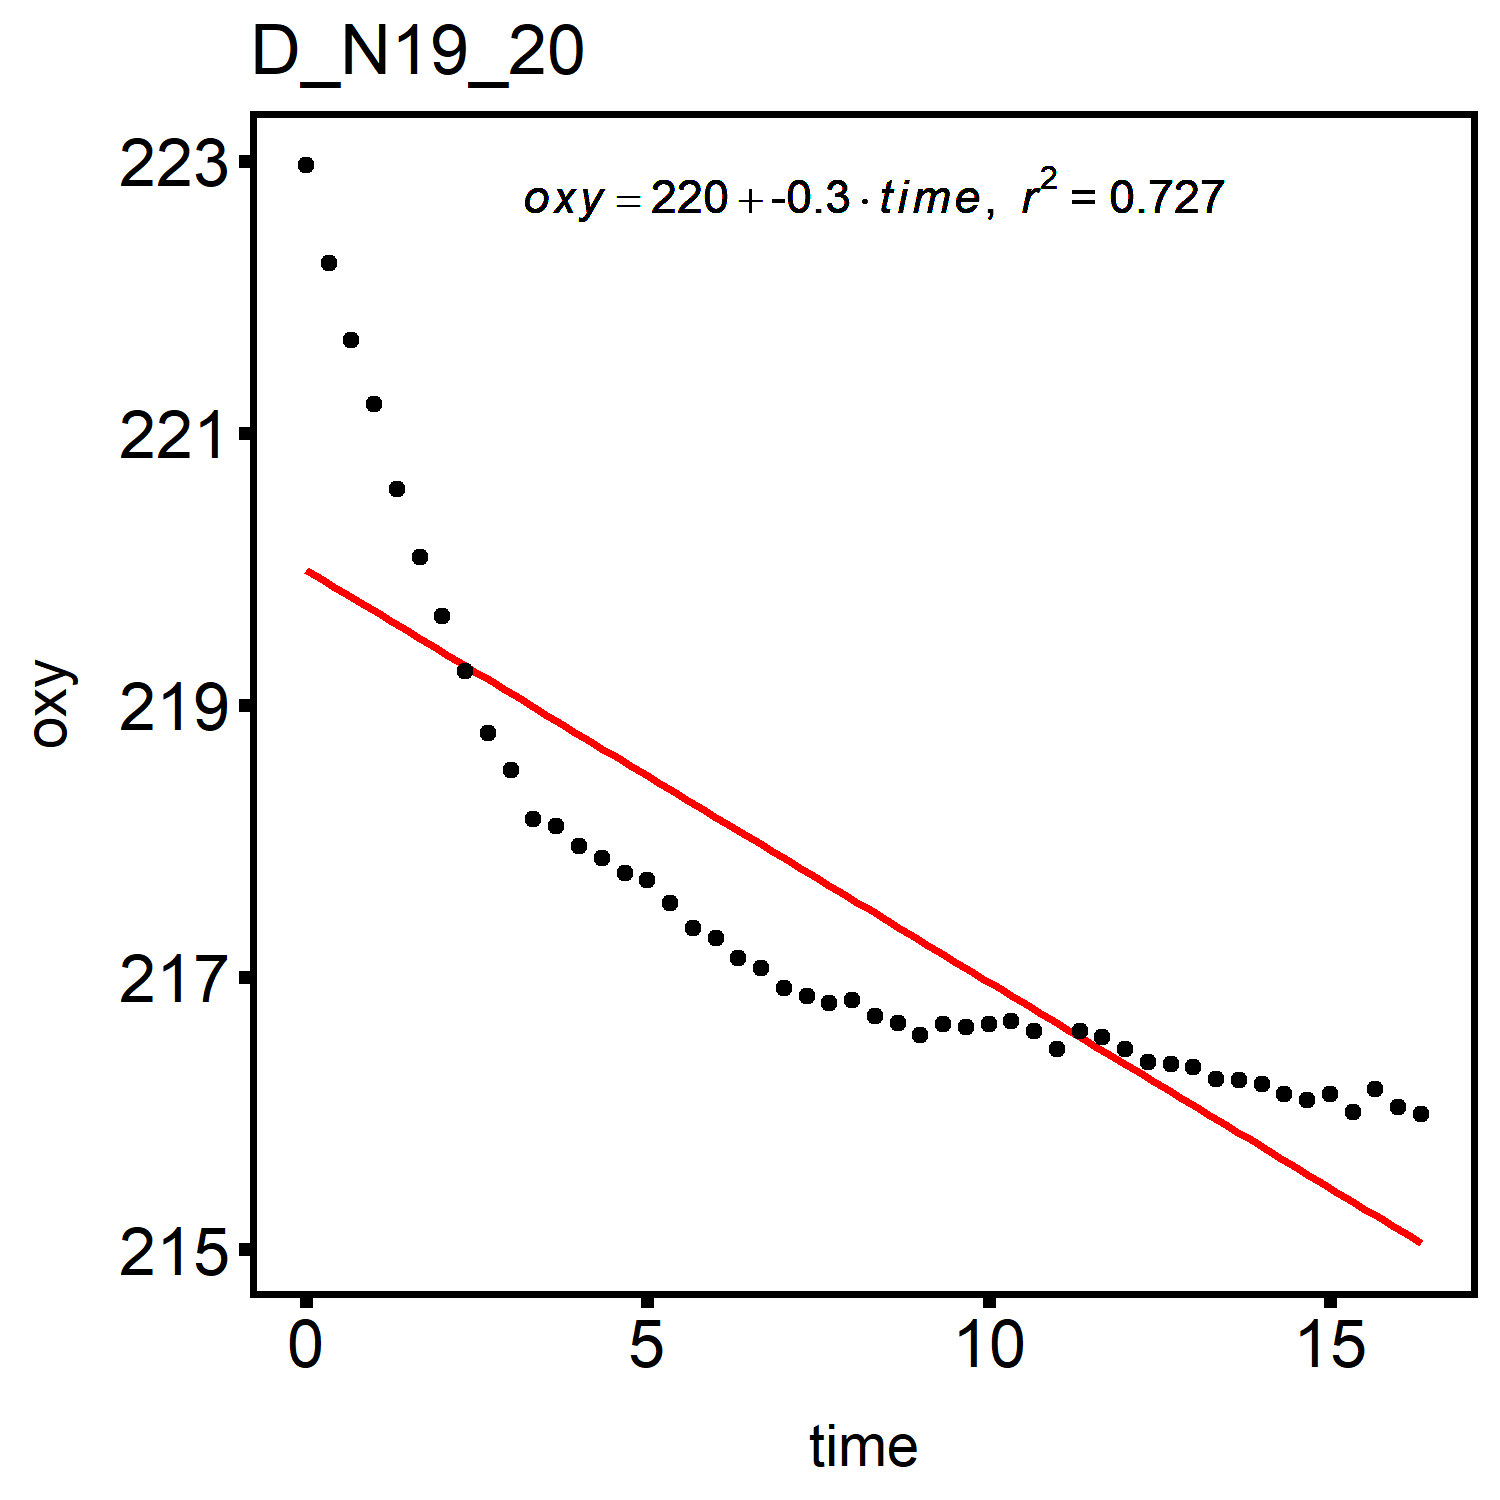 D_N19_20
223
oxy = 220 + -0.3 · time, r² = 0.727
221
219
oxy
217
215
0 5 10 15
time